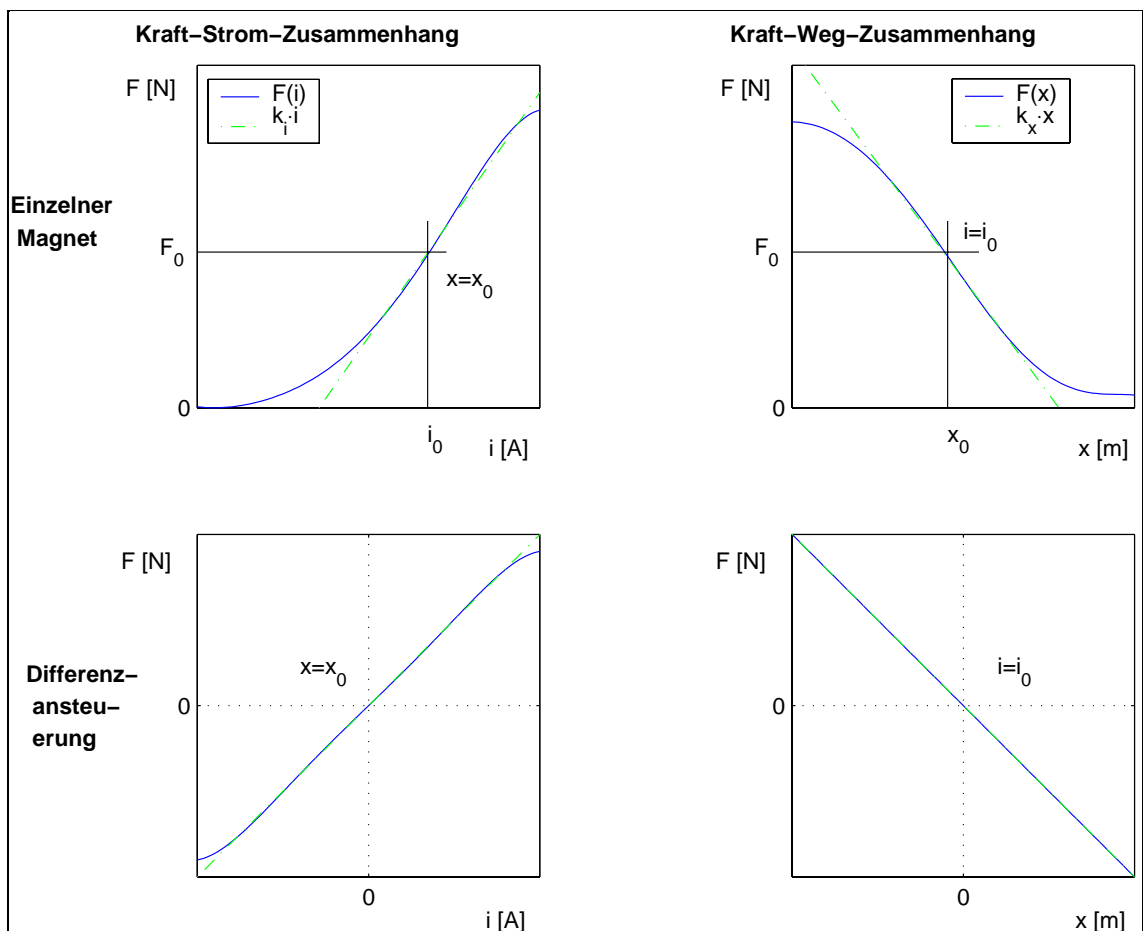 Kraft−Strom−Zusammenhang
Kraft−Weg−Zusammenhang
Einzelner
Magnet
F [N]
F(i)
k_i·i
F_0
x=x_0
0
i_0
i [A]
F [N]
F(x)
k_x·x
F_0
i=i_0
0
x_0
x [m]
Differenz−
ansteu−
erung
F [N]
x=x_0
0
0
i [A]
F [N]
i=i_0
0
0
x [m]